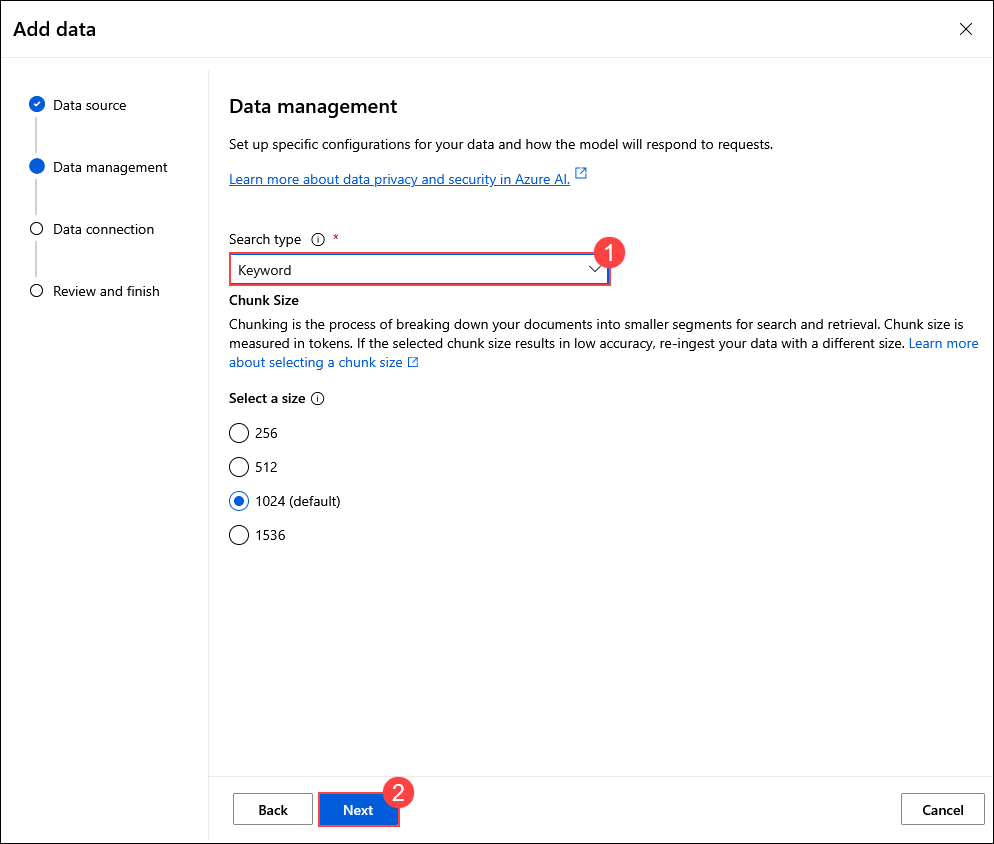 Add data
Data source
Data management
Data connection
Review and finish
Data management
Set up specific configurations for your data and how the model will respond to requests.
Learn more about data privacy and security in Azure AI.
Search type *
Keyword
1
Chunk Size
Chunking is the process of breaking down your documents into smaller segments for search and retrieval. Chunk size is
measured in tokens. If the selected chunk size results in low accuracy, re-ingest your data with a different size. Learn more
about selecting a chunk size
Select a size
256
512
1024 (default)
1536
Back
Next
2
Cancel